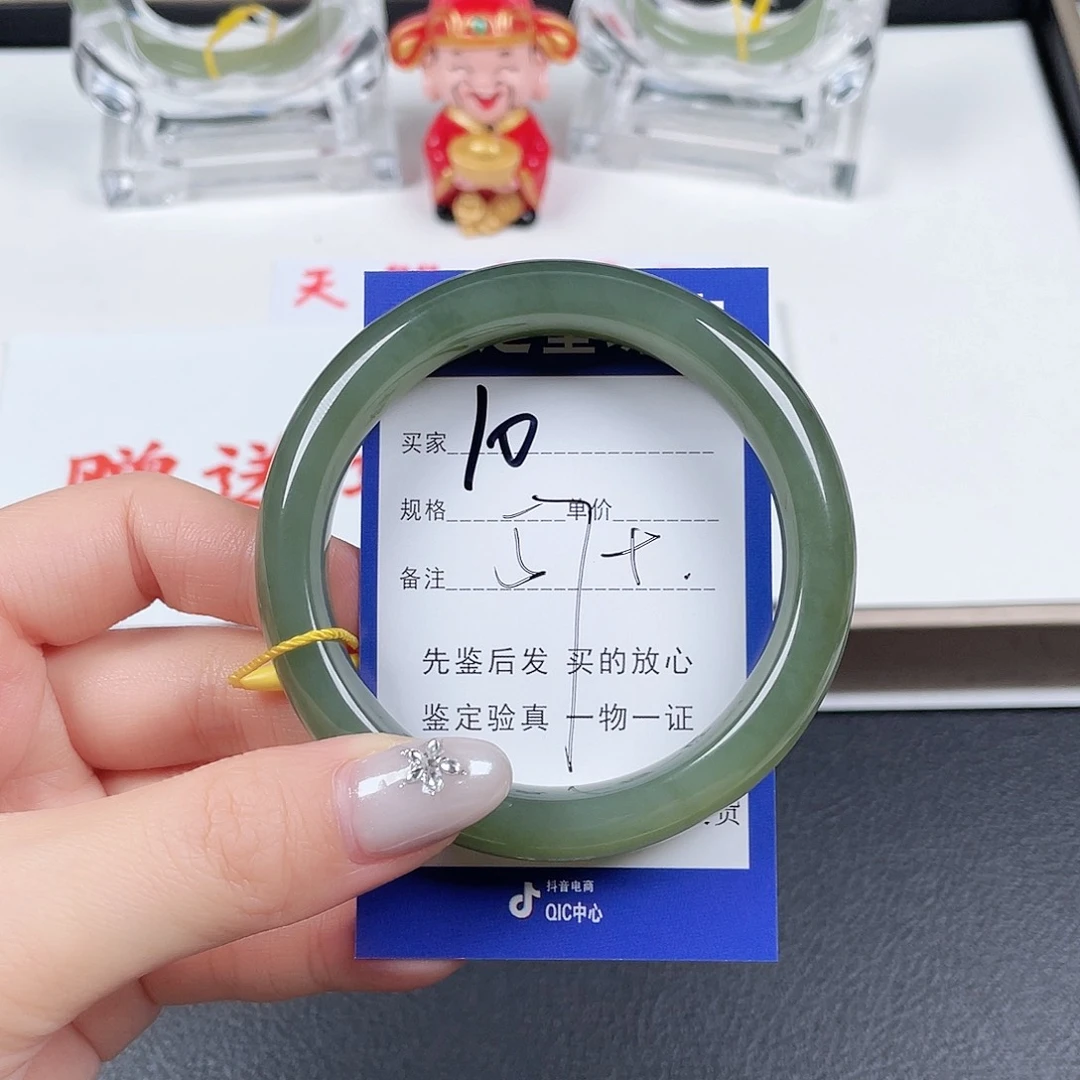 天
赠送
买家 10
规格 单价
备注
先鉴后发 买的放心
鉴定验真 一物一证
货
抖音电商
QIC中心